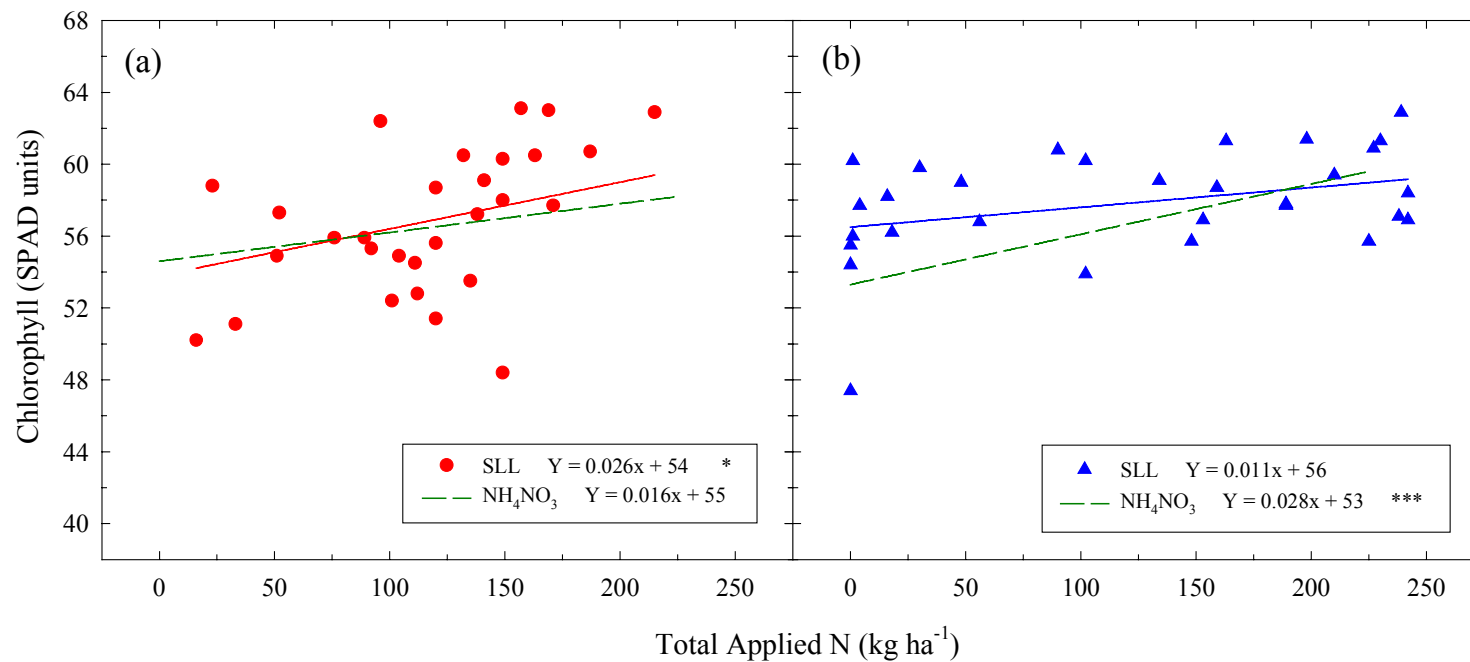 (a)
(b)
Chlorophyll (SPAD units)
68
64
60
56
52
48
44
40
SLL Y = 0.026x + 54 *
NH₄NO₃ Y = 0.016x + 55
SLL Y = 0.011x + 56
NH₄NO₃ Y = 0.028x + 53 ***
0 50 100 150 200 250
0 50 100 150 200 250
Total Applied N (kg ha⁻¹)